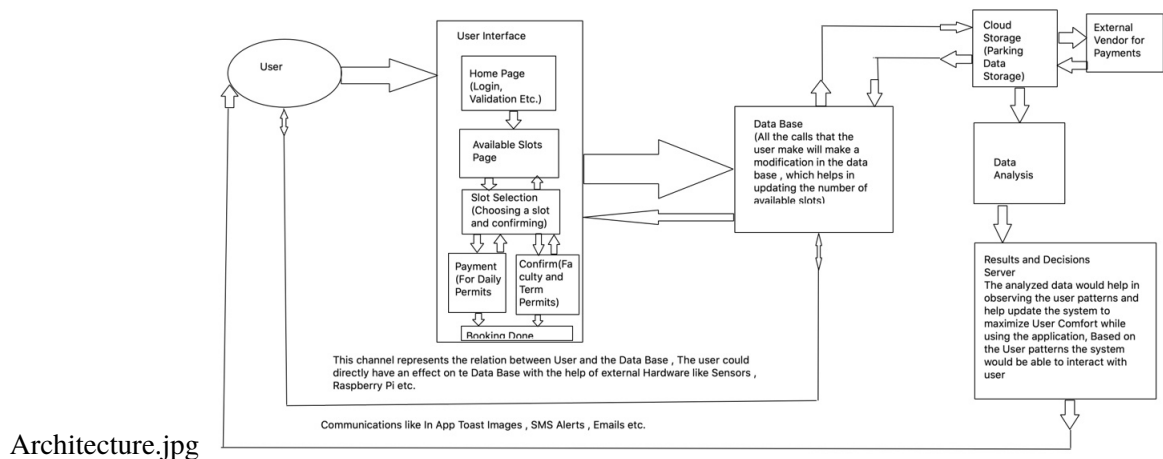 User
User Interface
Home Page
(Login,
Validation Etc.)
Available Slots
Page
Slot Selection
(Choosing a slot
and confirming)
Payment
(For Daily
Permits
Confirm(Fa
culty and
Term
Permits)
Booking Done
Data Base
(All the calls that the
user make will make a
modification in the data
base , which helps in
updating the number of
available slots)
Cloud
Storage
(Parking
Data
Storage)
External
Vendor for
Payments
Data
Analysis
Results and Decisions
Server
The analyzed data would help in
observing the user patterns and
help update the system to
maximize User Comfort while
using the application, Based on
the User patterns the system
would be able to interact with
user
This channel represents the relation between User and the Data Base , The user could
directly have an effect on te Data Base with the help of external Hardware like Sensors ,
Raspberry Pi etc.
Communications like In App Toast Images , SMS Alerts , Emails etc.
Architecture.jpg